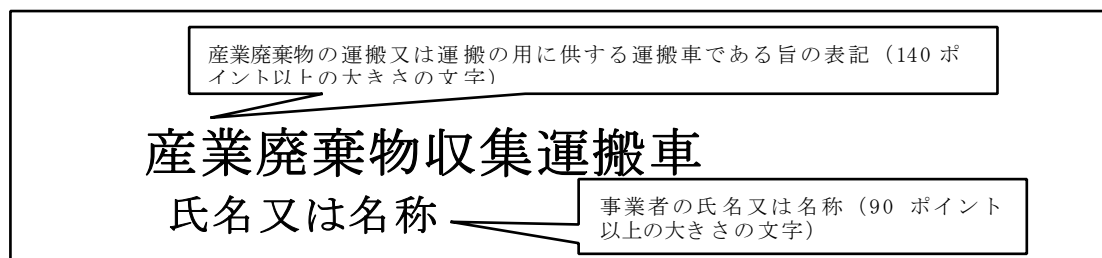 産業廃棄物の運搬又は運搬の用に供する運搬車である旨の表記（140 ポ
イント以上の大きさの文字）
産業廃棄物収集運搬車
氏名又は名称
事業者の氏名又は名称（90 ポイント
以上の大きさの文字）